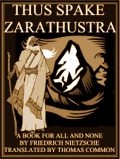 THUS SPAKE
ZARATHUSTRA
A BOOK FOR ALL AND NONE
BY FRIEDRICH NIETZSCHE
TRANSLATED BY THOMAS COMMON